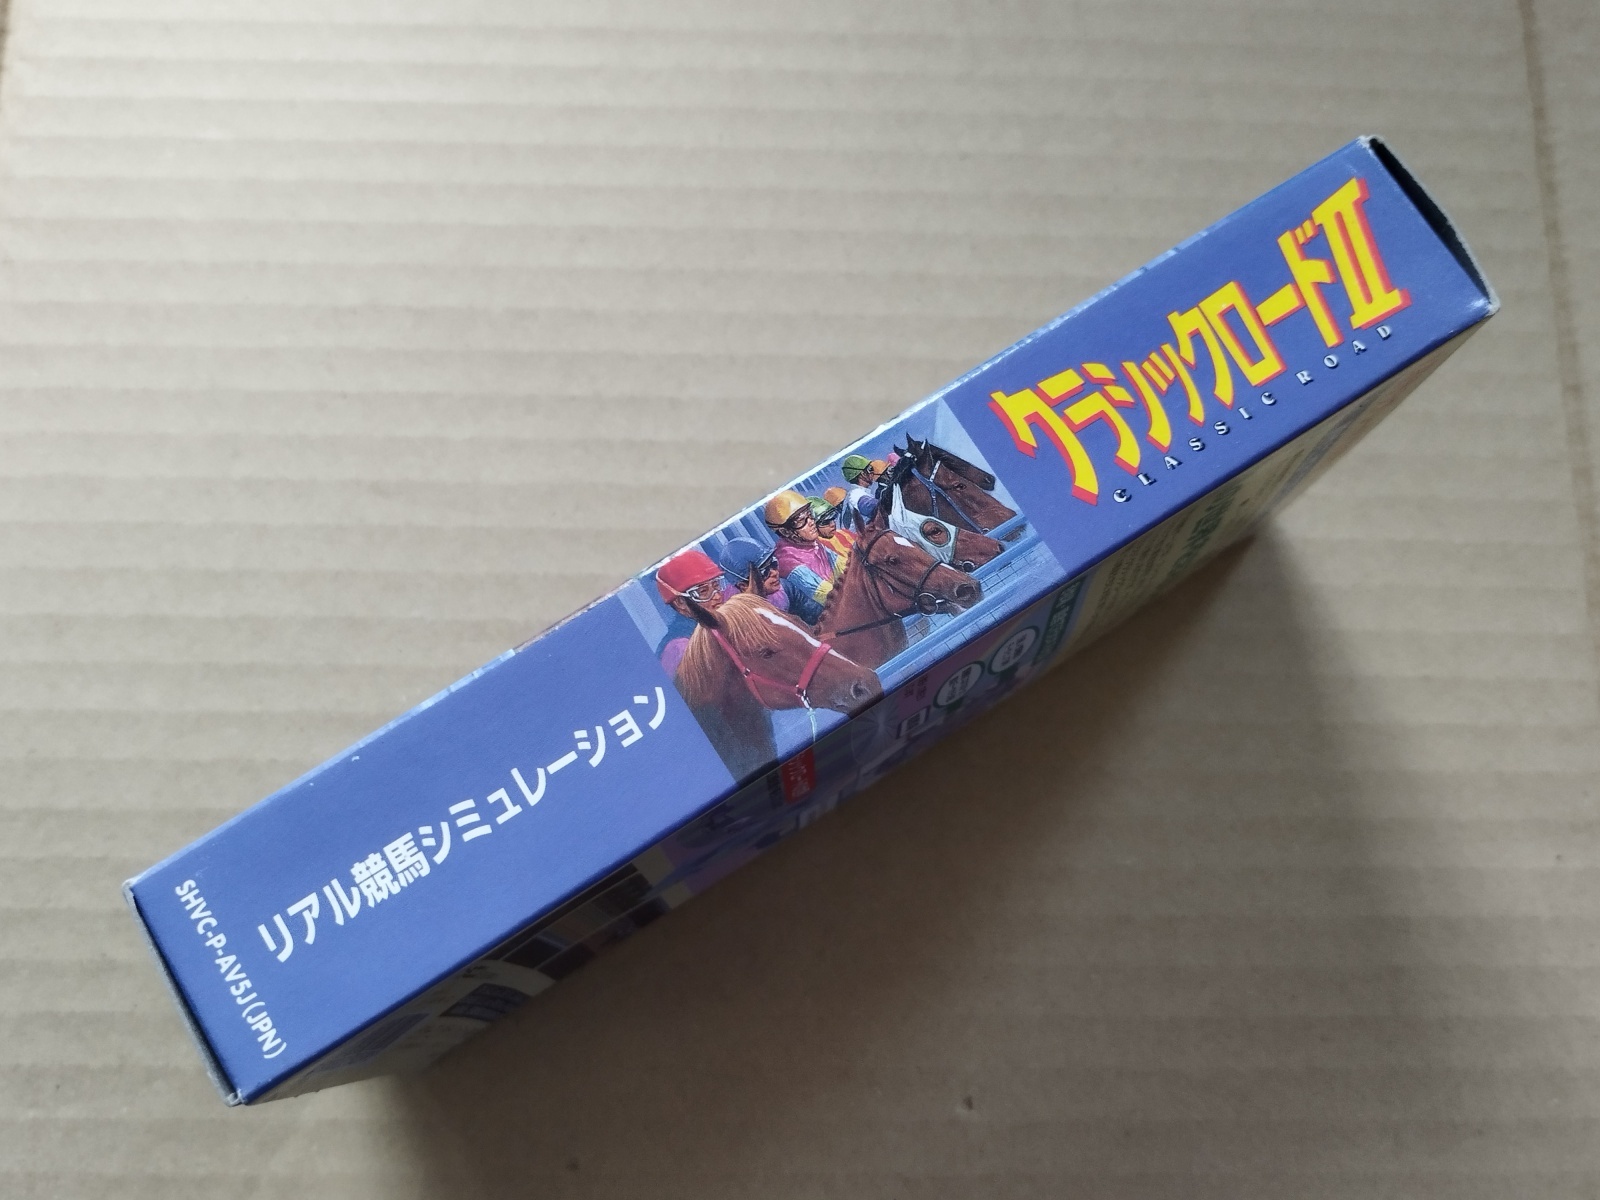 クラシックロードII
CLASSIC ROAD
リアル競馬シミュレーション
SHVC-P-AV5J(JPN)